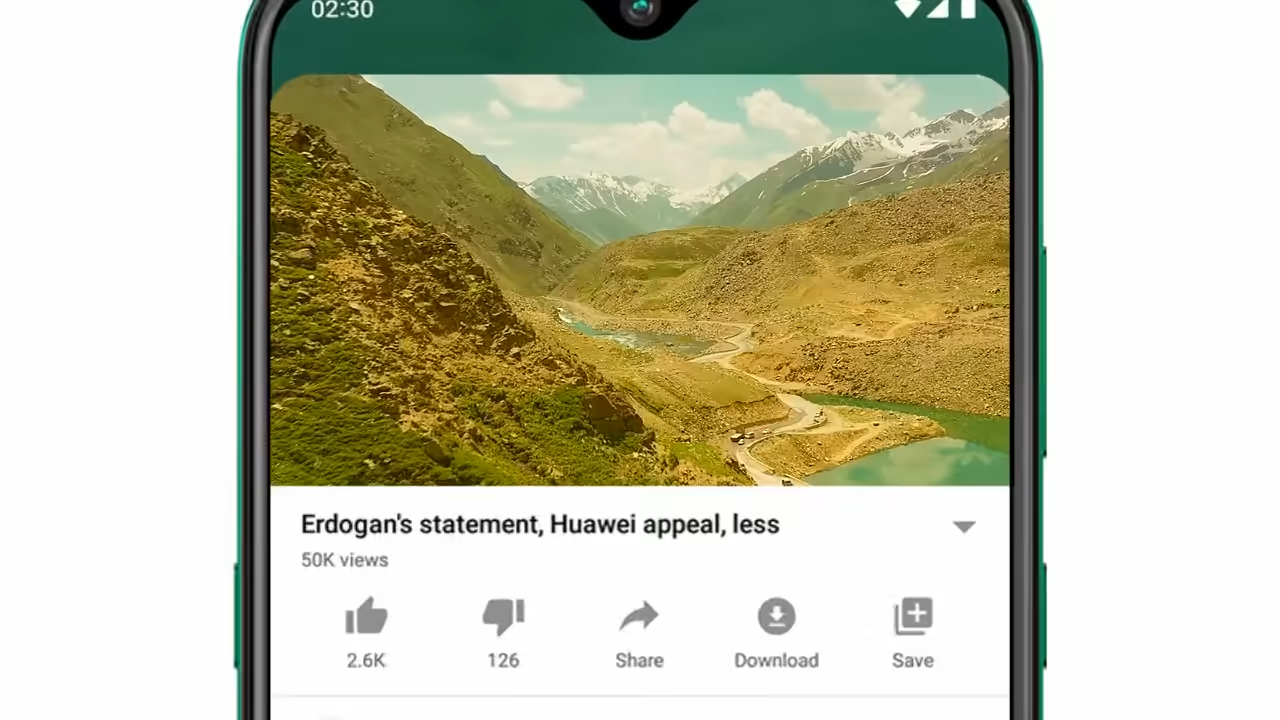 02:30
Erdogan's statement, Huawei appeal, less
50K views
2.6K
126
Share
Download
Save